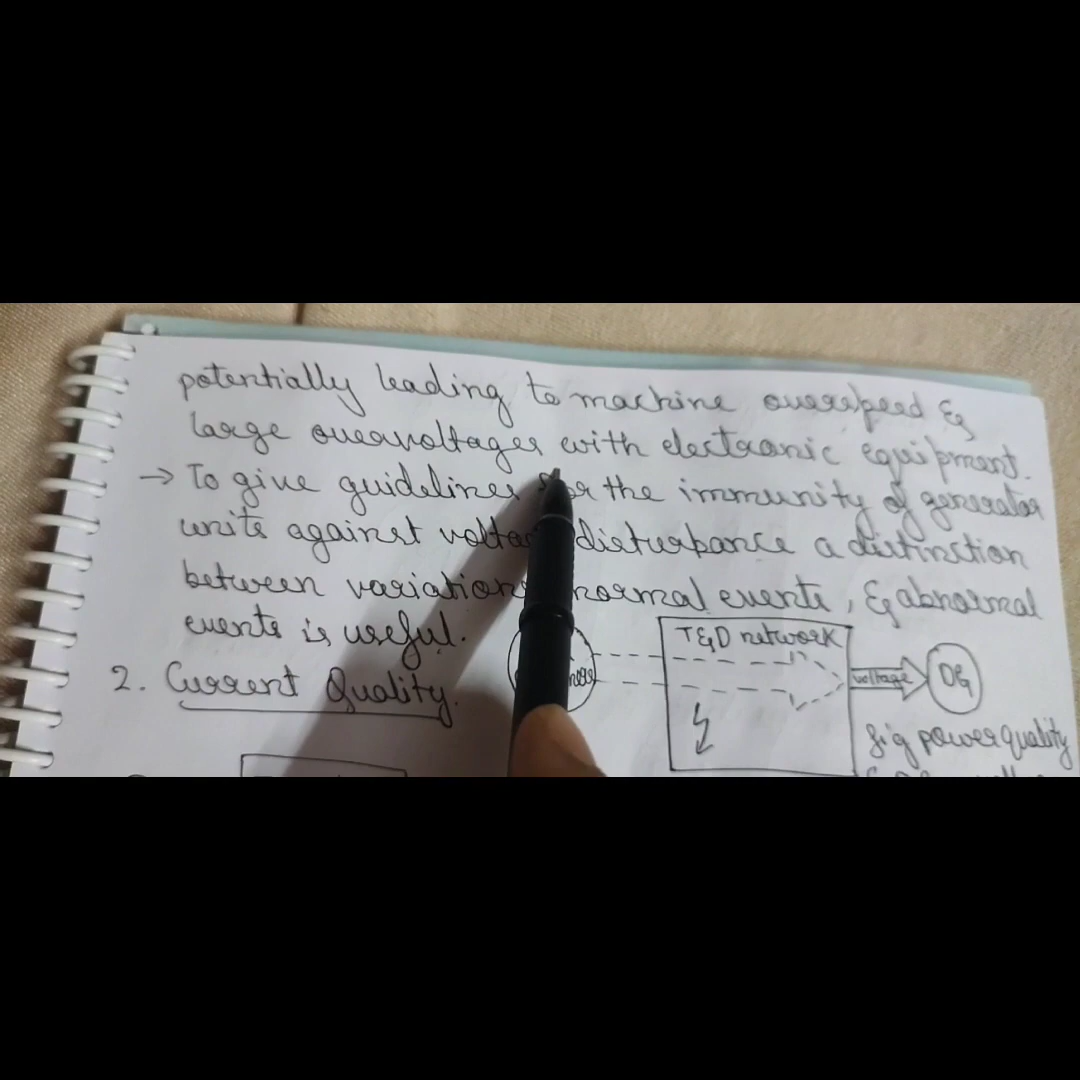 potentially leading to machine overspeed &
large overvoltages with electronic equipment.
→ To give guidelines for the immunity of generator
units against disturbance a distinction
between variations normal events, & abnormal
events is useful.
T&D network
2. Current Quality.
voltage
DG
fig power quality